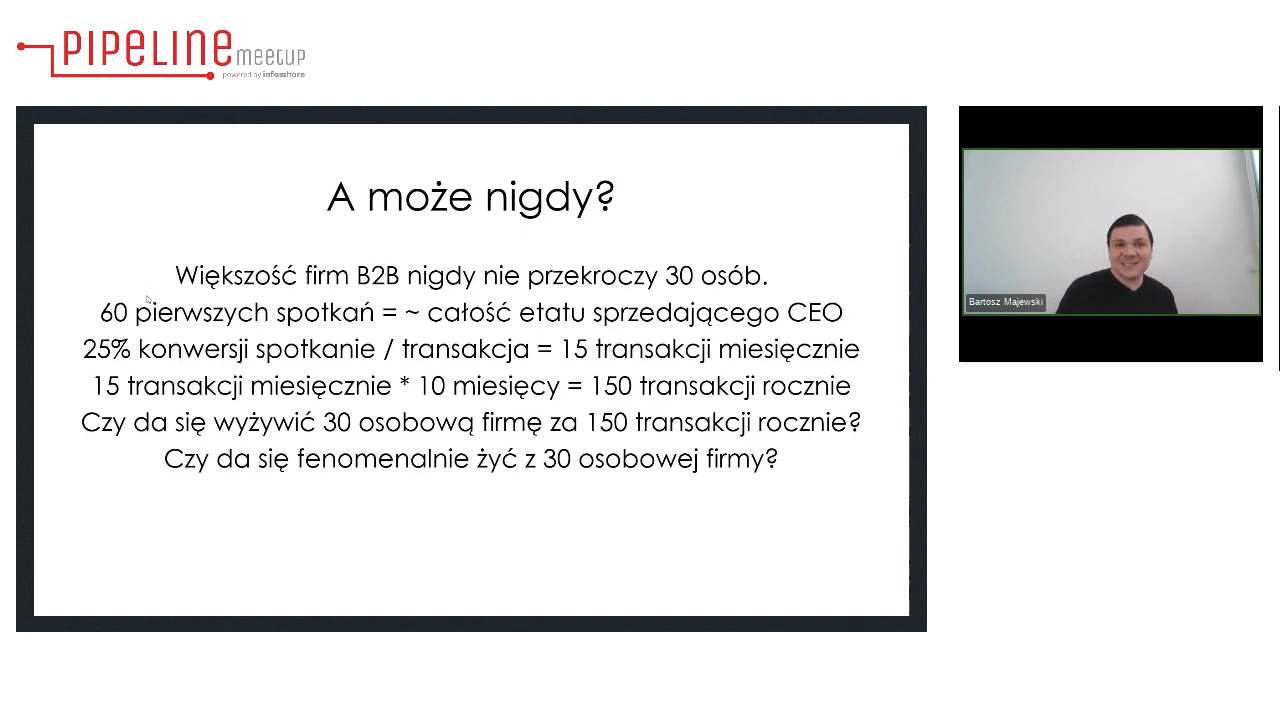 PIPELINE meetup
powered by infoshare
A może nigdy?
Większość firm B2B nigdy nie przekroczy 30 osób.
60 pierwszych spotkań = ~ całość etatu sprzedającego CEO
25% konwersji spotkanie / transakcja = 15 transakcji miesięcznie
15 transakcji miesięcznie * 10 miesięcy = 150 transakcji rocznie
Czy da się wyżywić 30 osobową firmę za 150 transakcji rocznie?
Czy da się fenomenalnie żyć z 30 osobowej firmy?
Bartosz Majewski